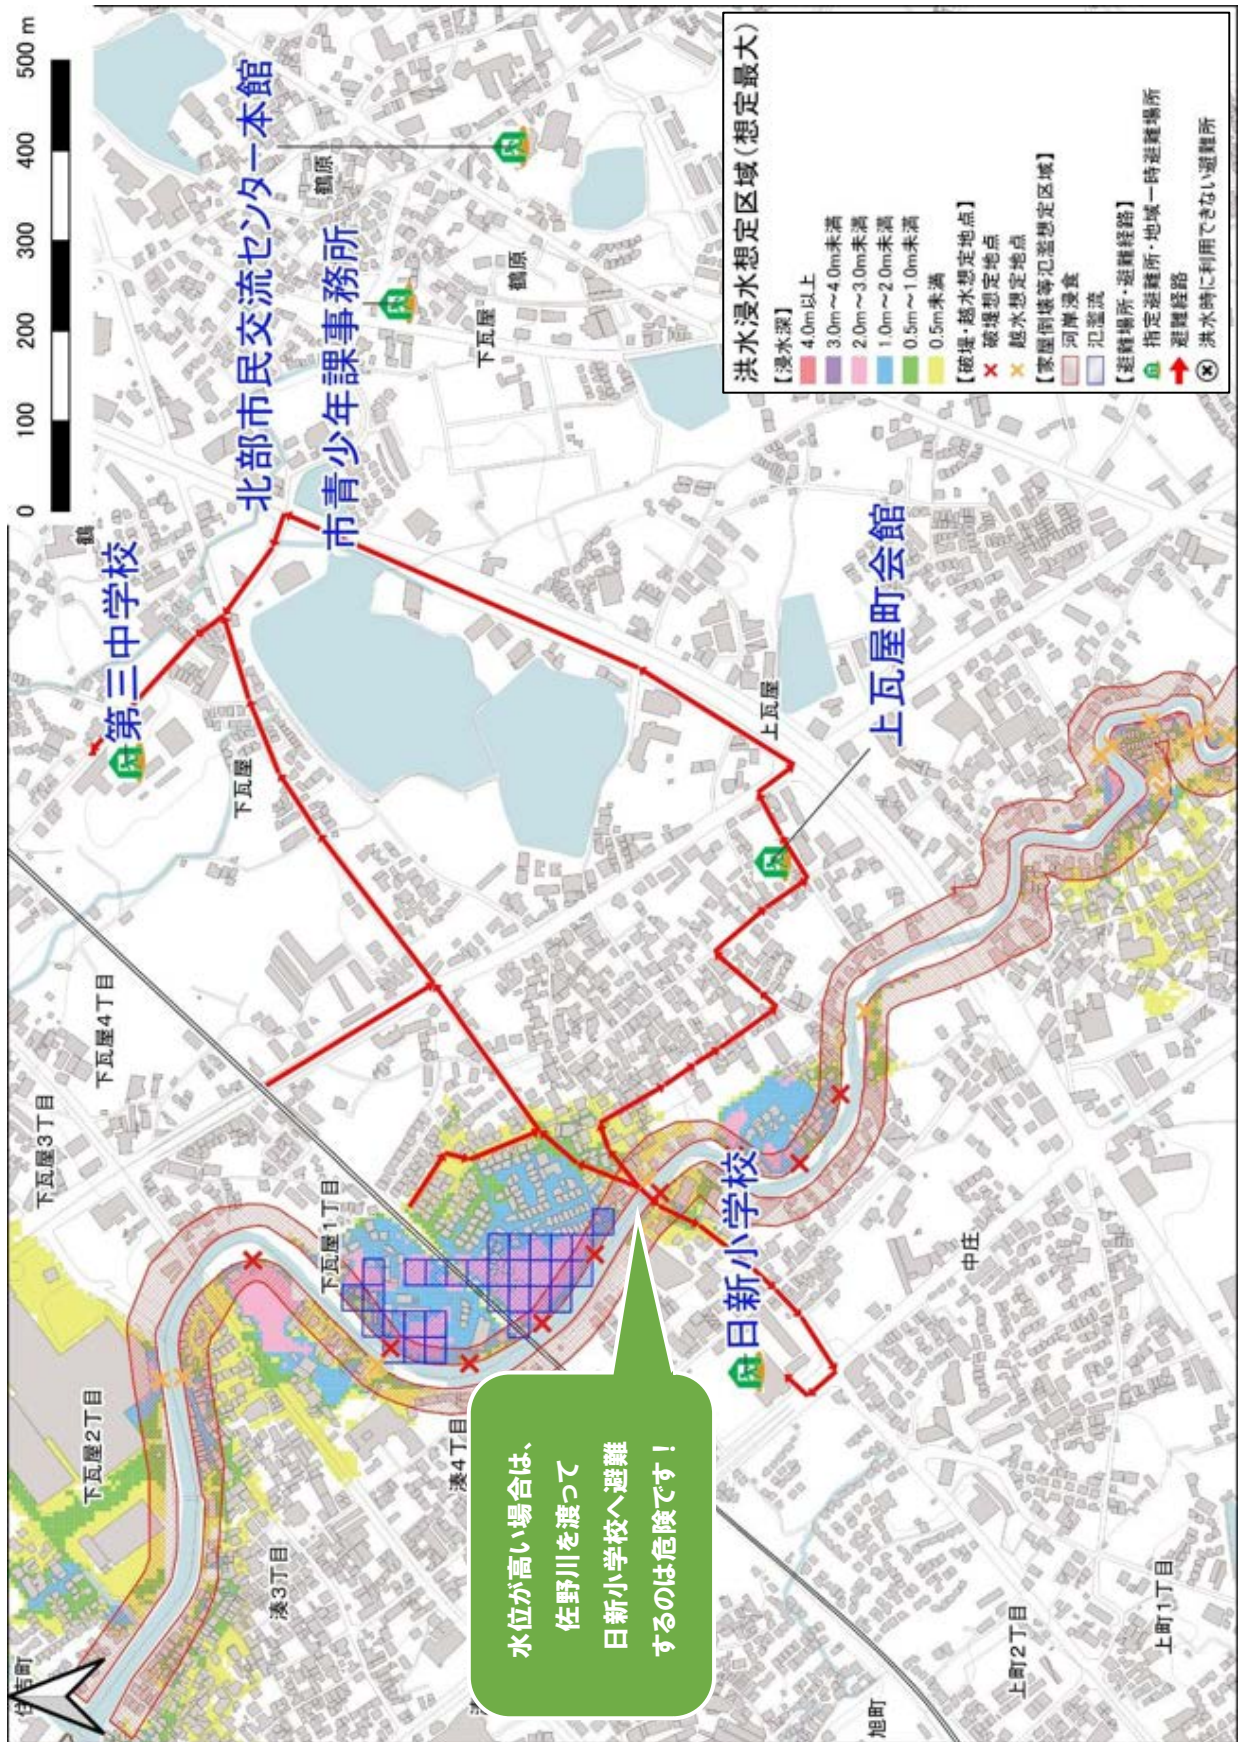 0 100 200 300 400 500 m
北部市民交流センター本館
市青少年課事務所
第三中学校
上瓦屋町会館
日新小学校
鶴
鶴原
鶴原
下瓦屋
下瓦屋
上瓦屋
下瓦屋4丁目
下瓦屋3丁目
下瓦屋1丁目
下瓦屋2丁目
湊4丁目
湊3丁目
住吉町
中庄
上町2丁目
上町1丁目
旭町
水位が高い場合は、
佐野川を渡って
日新小学校へ避難
するのは危険です！
洪水浸水想定区域(想定最大)
【浸水深】
4.0m以上
3.0m～4.0m未満
2.0m～3.0m未満
1.0m～2.0m未満
0.5m～1.0m未満
0.5m未満
【破堤・越水想定地点】
破堤想定地点
越水想定地点
【家屋倒壊等氾濫想定区域】
河岸浸食
氾濫流
【避難場所・避難経路】
指定避難所・地域一時避難場所
避難経路
洪水時に利用できない避難所